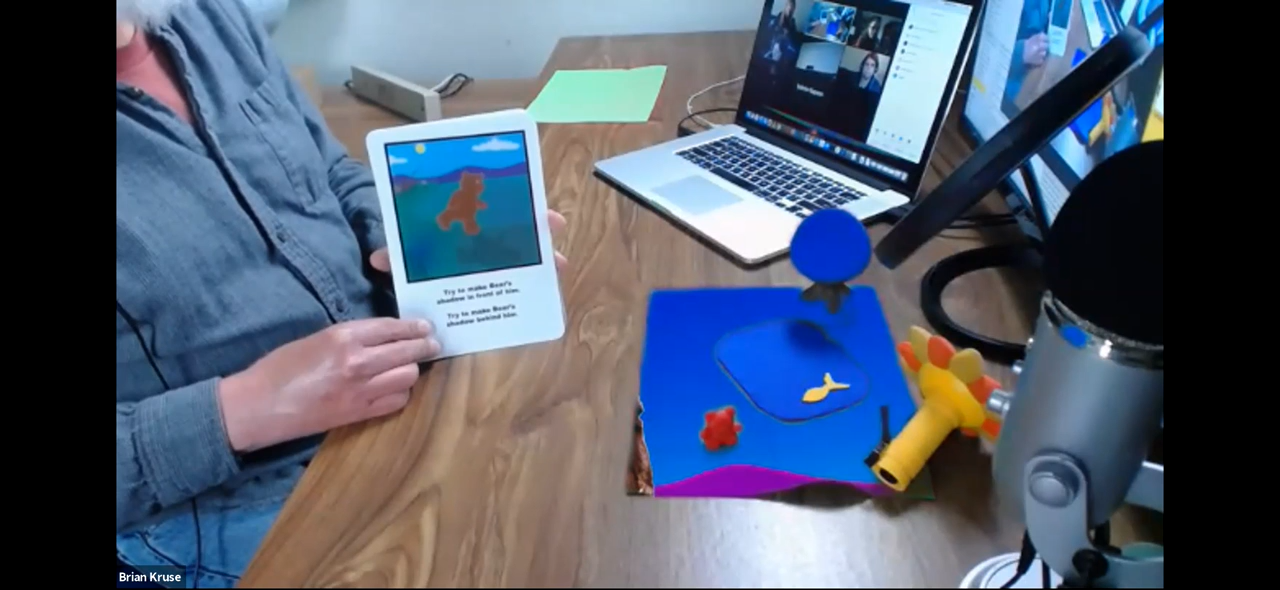 Try to make Bear's
shadow in front of him.
Try to make Bear's
shadow behind him.
Brian Kruse